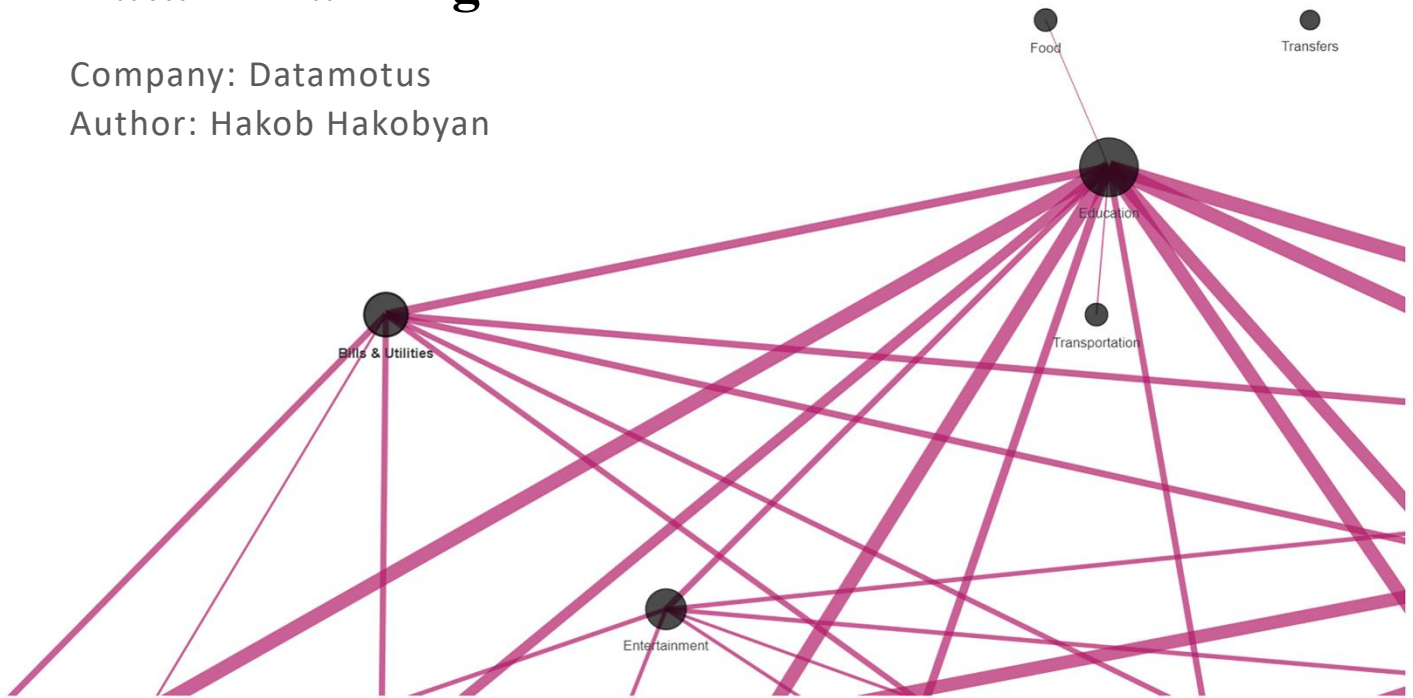 Company: Datamotus
Author: Hakob Hakobyan
Food
Transfers
Education
Bills & Utilities
Transportation
Entertainment